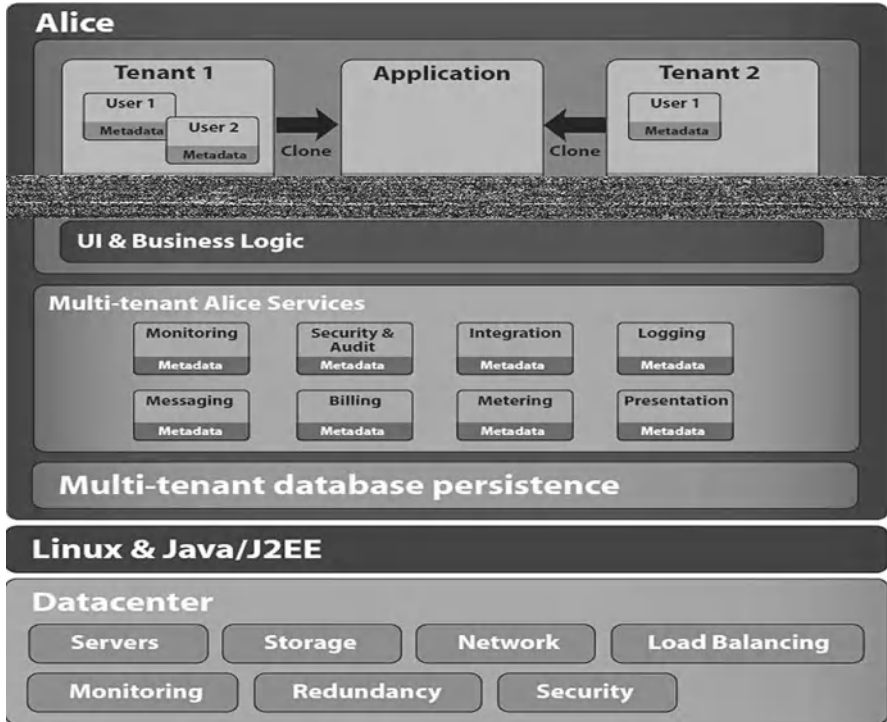 Alice
Tenant 1
Application
Tenant 2
User 1
Metadata
User 2
Metadata
Clone
Clone
User 1
Metadata
UI & Business Logic
Multi-tenant Alice Services
Monitoring
Metadata
Security &
Audit
Metadata
Integration
Metadata
Logging
Metadata
Messaging
Metadata
Billing
Metadata
Metering
Metadata
Presentation
Metadata
Multi-tenant database persistence
Linux & Java/J2EE
Datacenter
Servers
Storage
Network
Load Balancing
Monitoring
Redundancy
Security